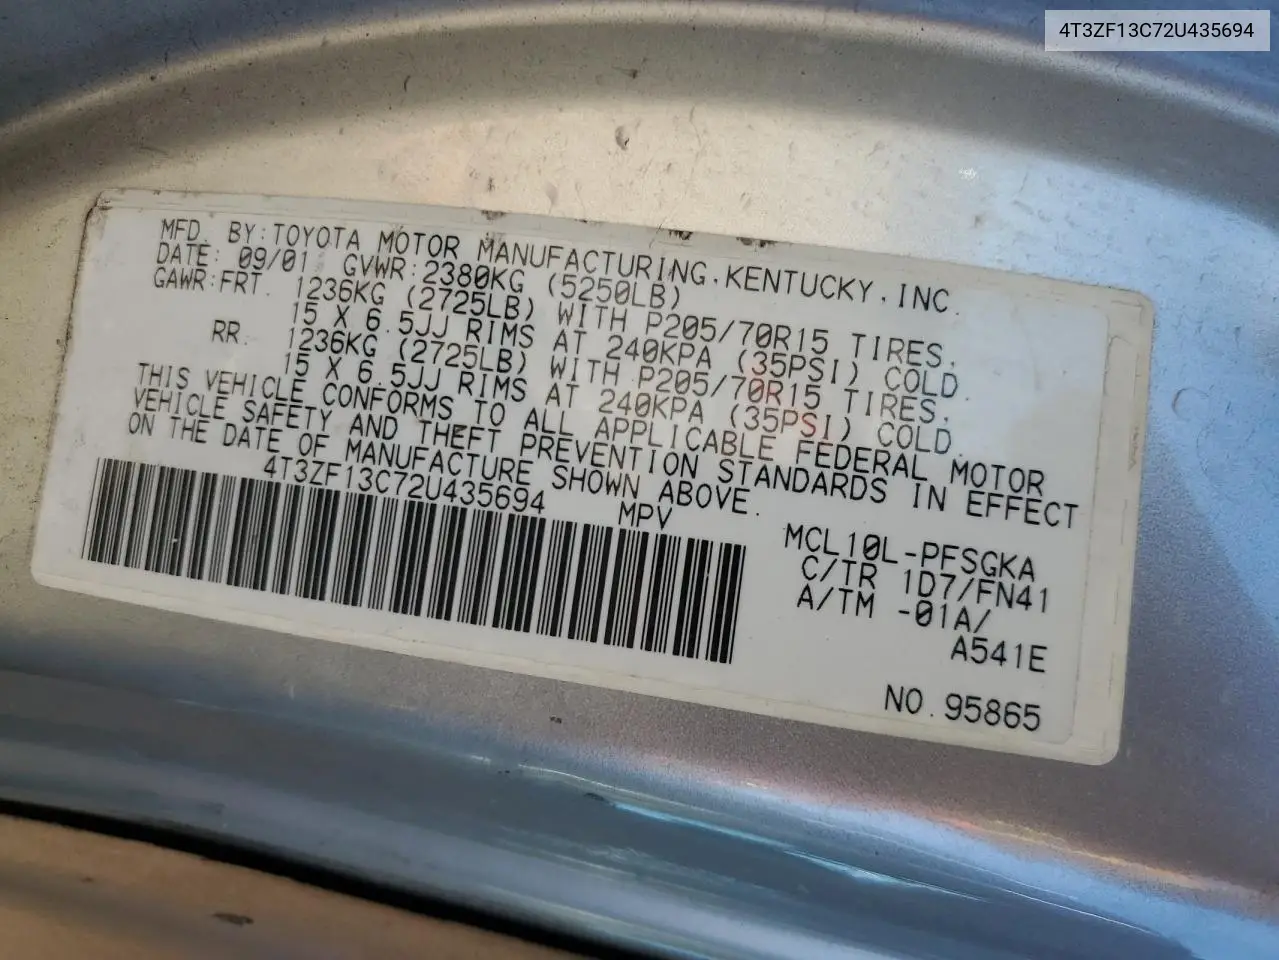 4T3ZF13C72U435694
MFD. BY:TOYOTA MOTOR MANUFACTURING,KENTUCKY,INC.
DATE: 09/01 GVWR:2380KG (5250LB)
GAWR:FRT. 1236KG (2725LB) WITH P205/70R15 TIRES,
15 X 6.5JJ RIMS AT 240KPA (35PSI) COLD.
RR. 1236KG (2725LB) WITH P205/70R15 TIRES,
15 X 6.5JJ RIMS AT 240KPA (35PSI) COLD.
THIS VEHICLE CONFORMS TO ALL APPLICABLE FEDERAL MOTOR
VEHICLE SAFETY AND THEFT PREVENTION STANDARDS IN EFFECT
ON THE DATE OF MANUFACTURE SHOWN ABOVE.
4T3ZF13C72U435694 MPV
MCL10L-PFSGKA
C/TR 1D7/FN41
A/TM -01A/
A541E
NO.95865